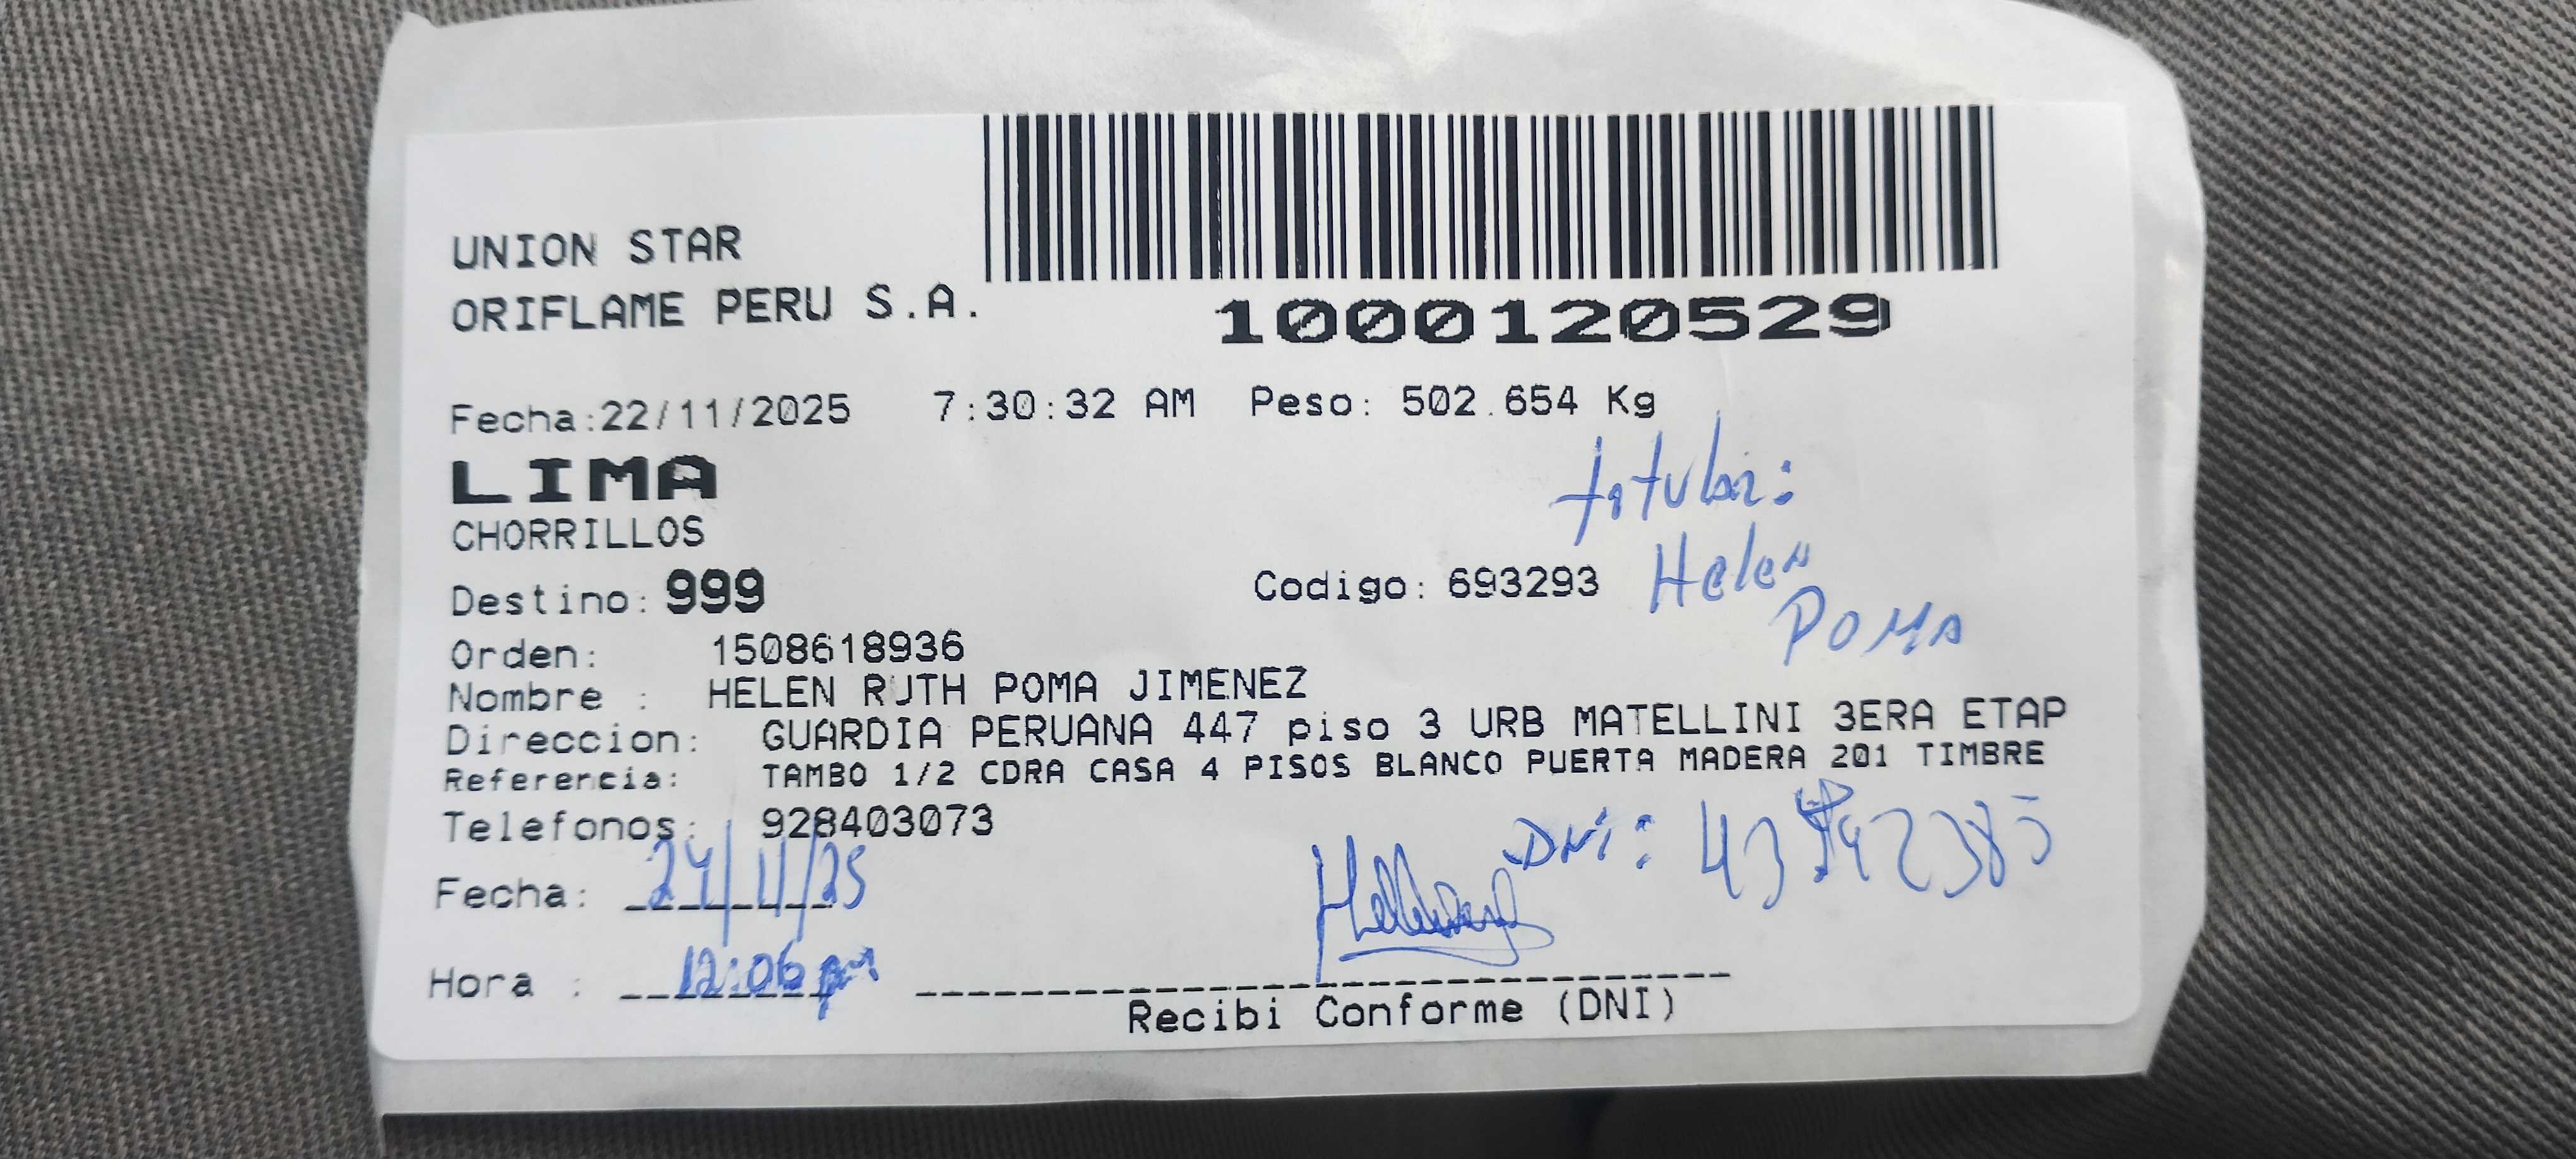 UNION STAR
ORIFLAME PERU S.A.
1000120529
Fecha:22/11/2025 7:30:32 AM Peso: 502.654 Kg
LIMA
titular:
CHORRILLOS
Destino: 999 Codigo: 693293 Helen
POMA
Orden: 1508618936
Nombre : HELEN RUTH POMA JIMENEZ
Direccion: GUARDIA PERUANA 447 piso 3 URB MATELLINI 3ERA ETAP
Referencia: TAMBO 1/2 CDRA CASA 4 PISOS BLANCO PUERTA MADERA 201 TIMBRE
Telefonos: 928403073
DNI:
Fecha: 24/11/25
Hora : 12:06 pm
Recibi Conforme (DNI)